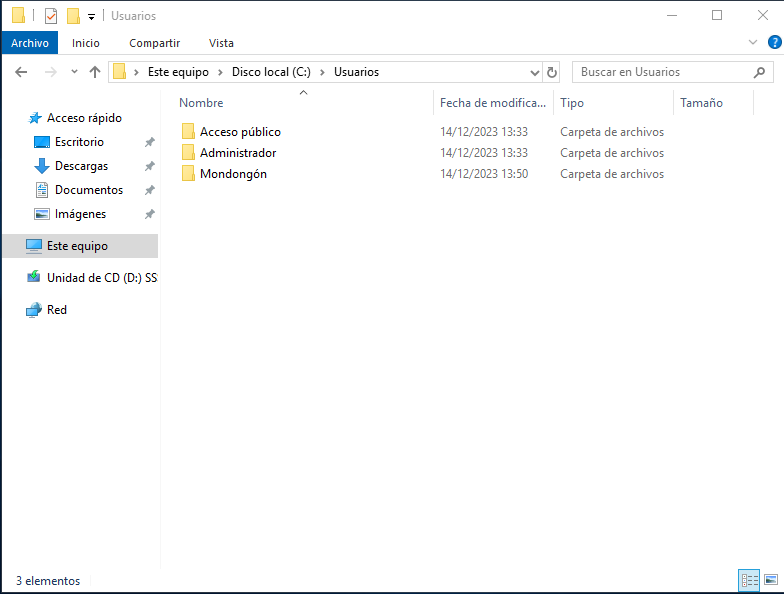 Usuarios
Archivo Inicio Compartir Vista
Este equipo Disco local (C:) Usuarios Buscar en Usuarios
Nombre Fecha de modifica... Tipo Tamaño
Acceso público 14/12/2023 13:33 Carpeta de archivos
Administrador 14/12/2023 13:33 Carpeta de archivos
Mondongón 14/12/2023 13:50 Carpeta de archivos
Acceso rápido
Escritorio
Descargas
Documentos
Imágenes
Este equipo
Unidad de CD (D:) SS
Red
3 elementos